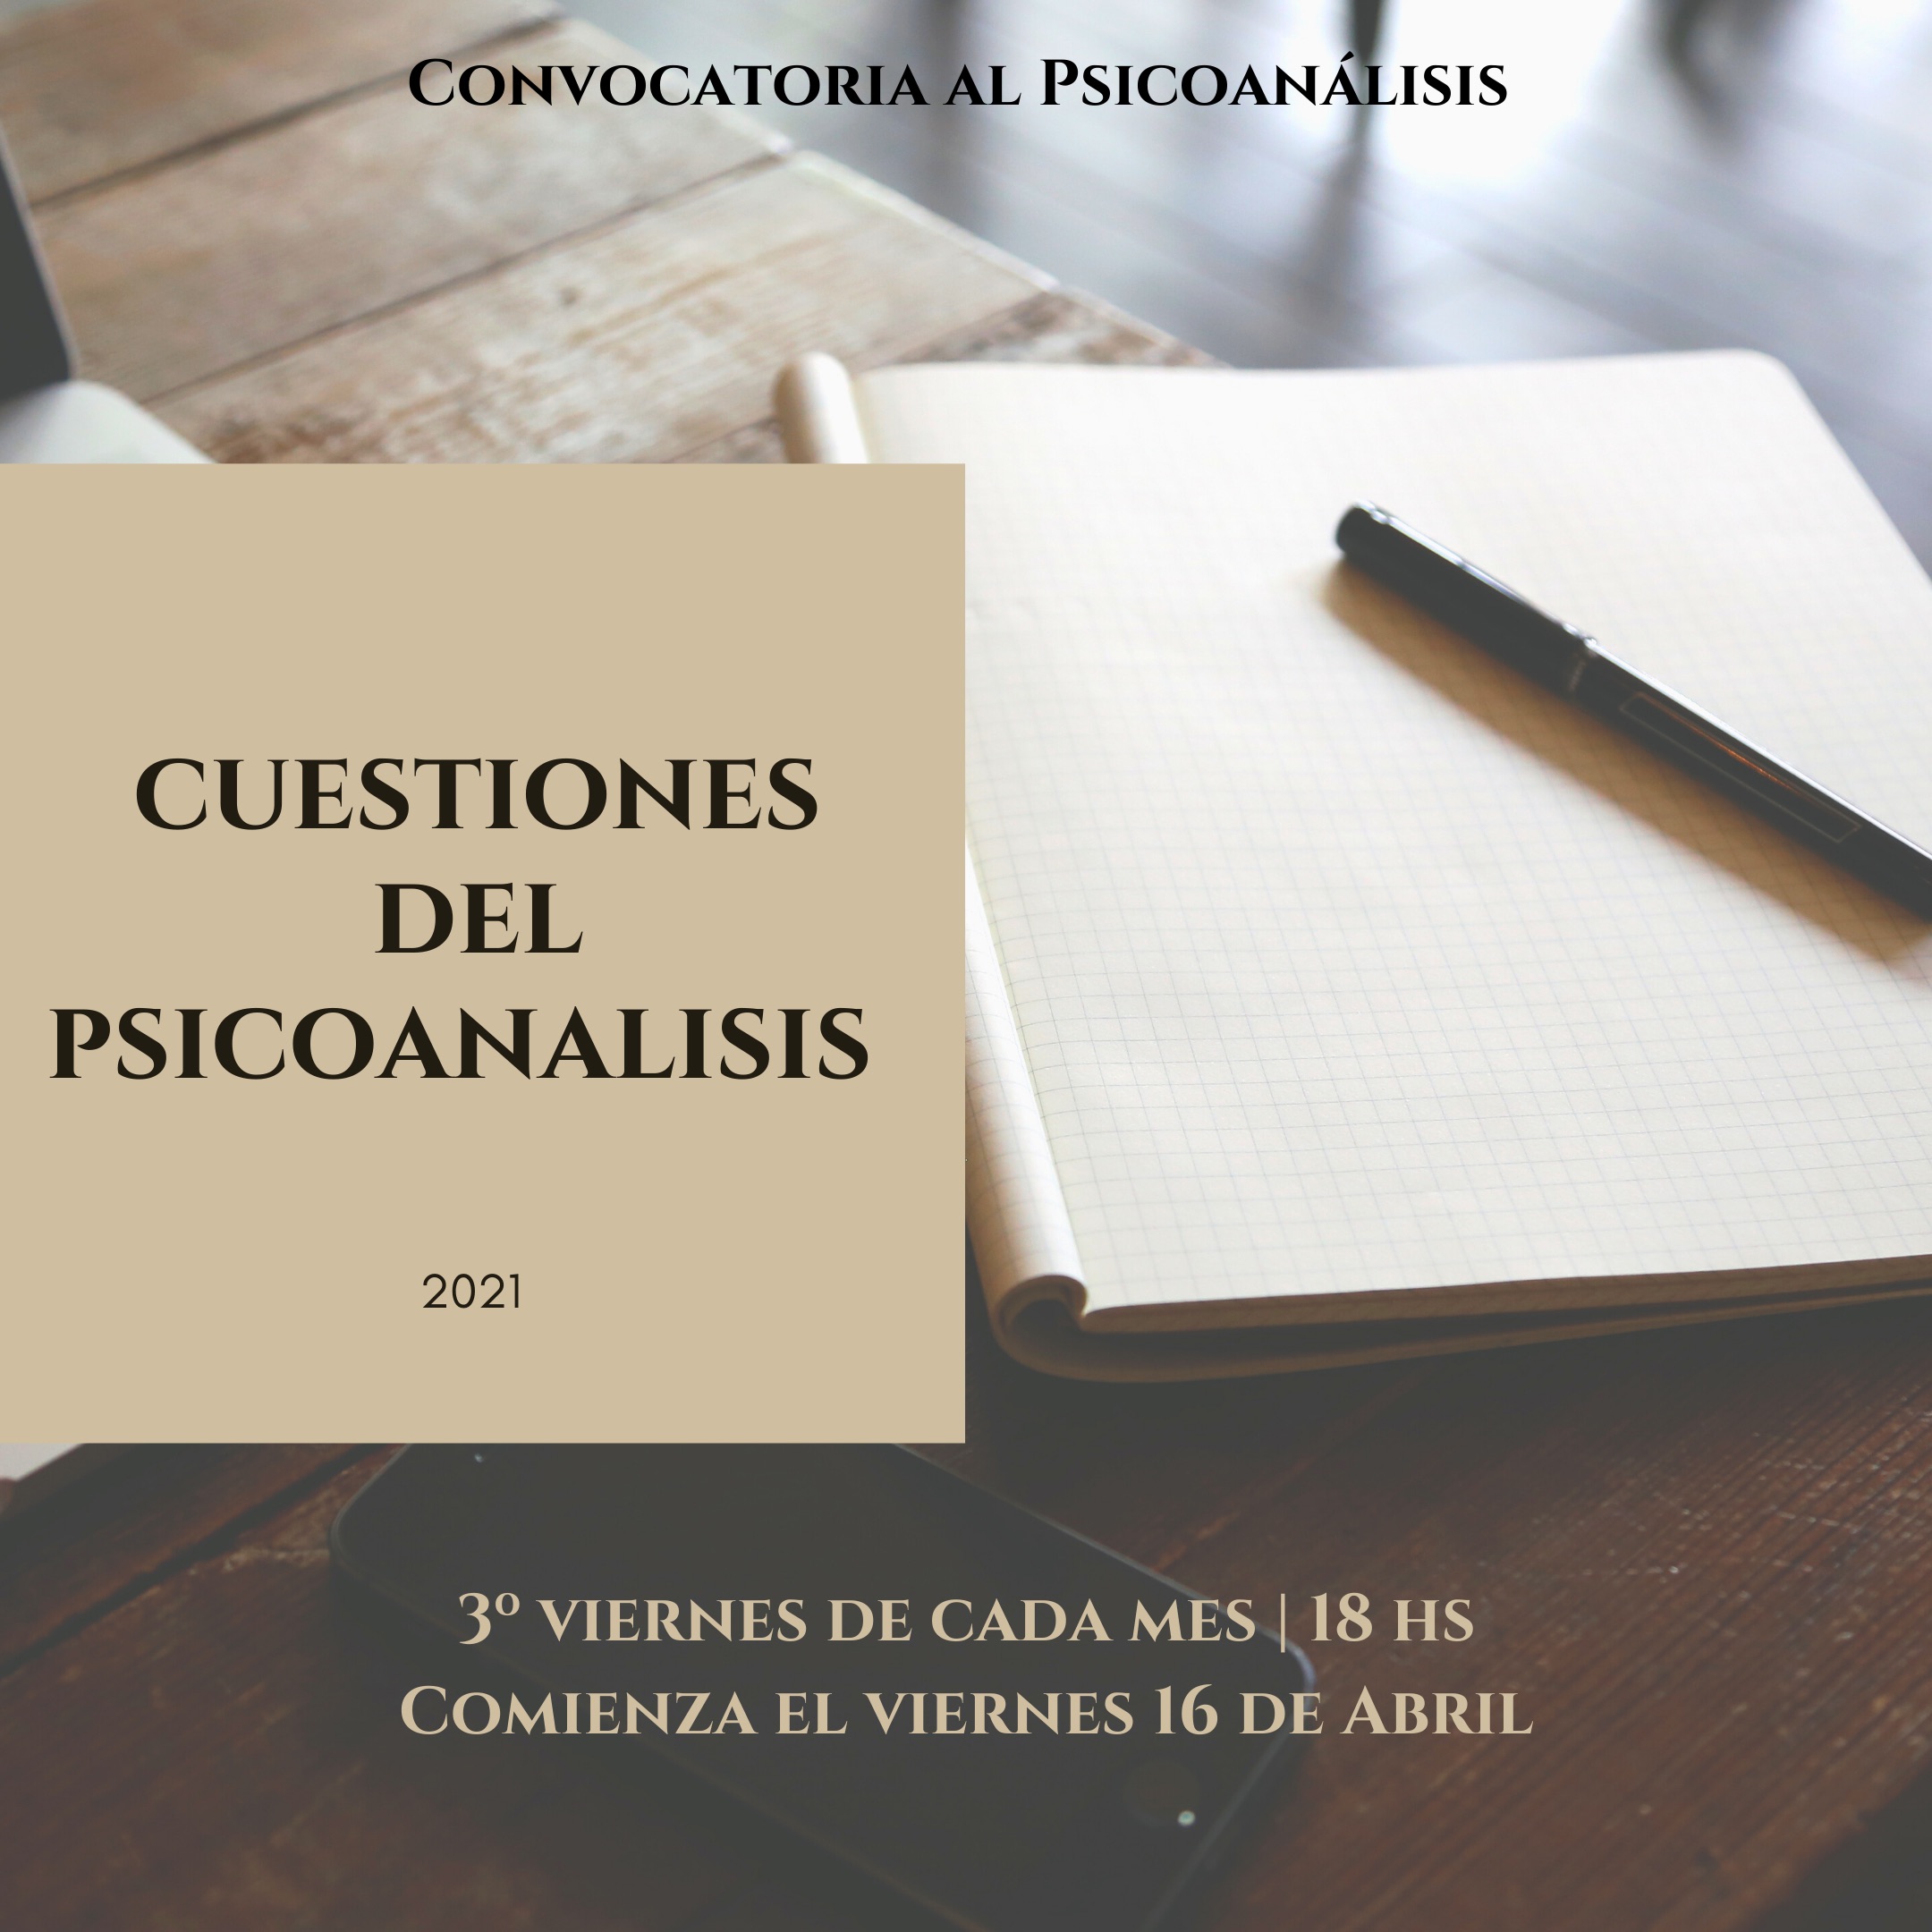 Convocatoria al Psicoanálisis
CUESTIONES
DEL
PSICOANALISIS
2021
3º viernes de cada mes | 18 hs
Comienza el viernes 16 de Abril